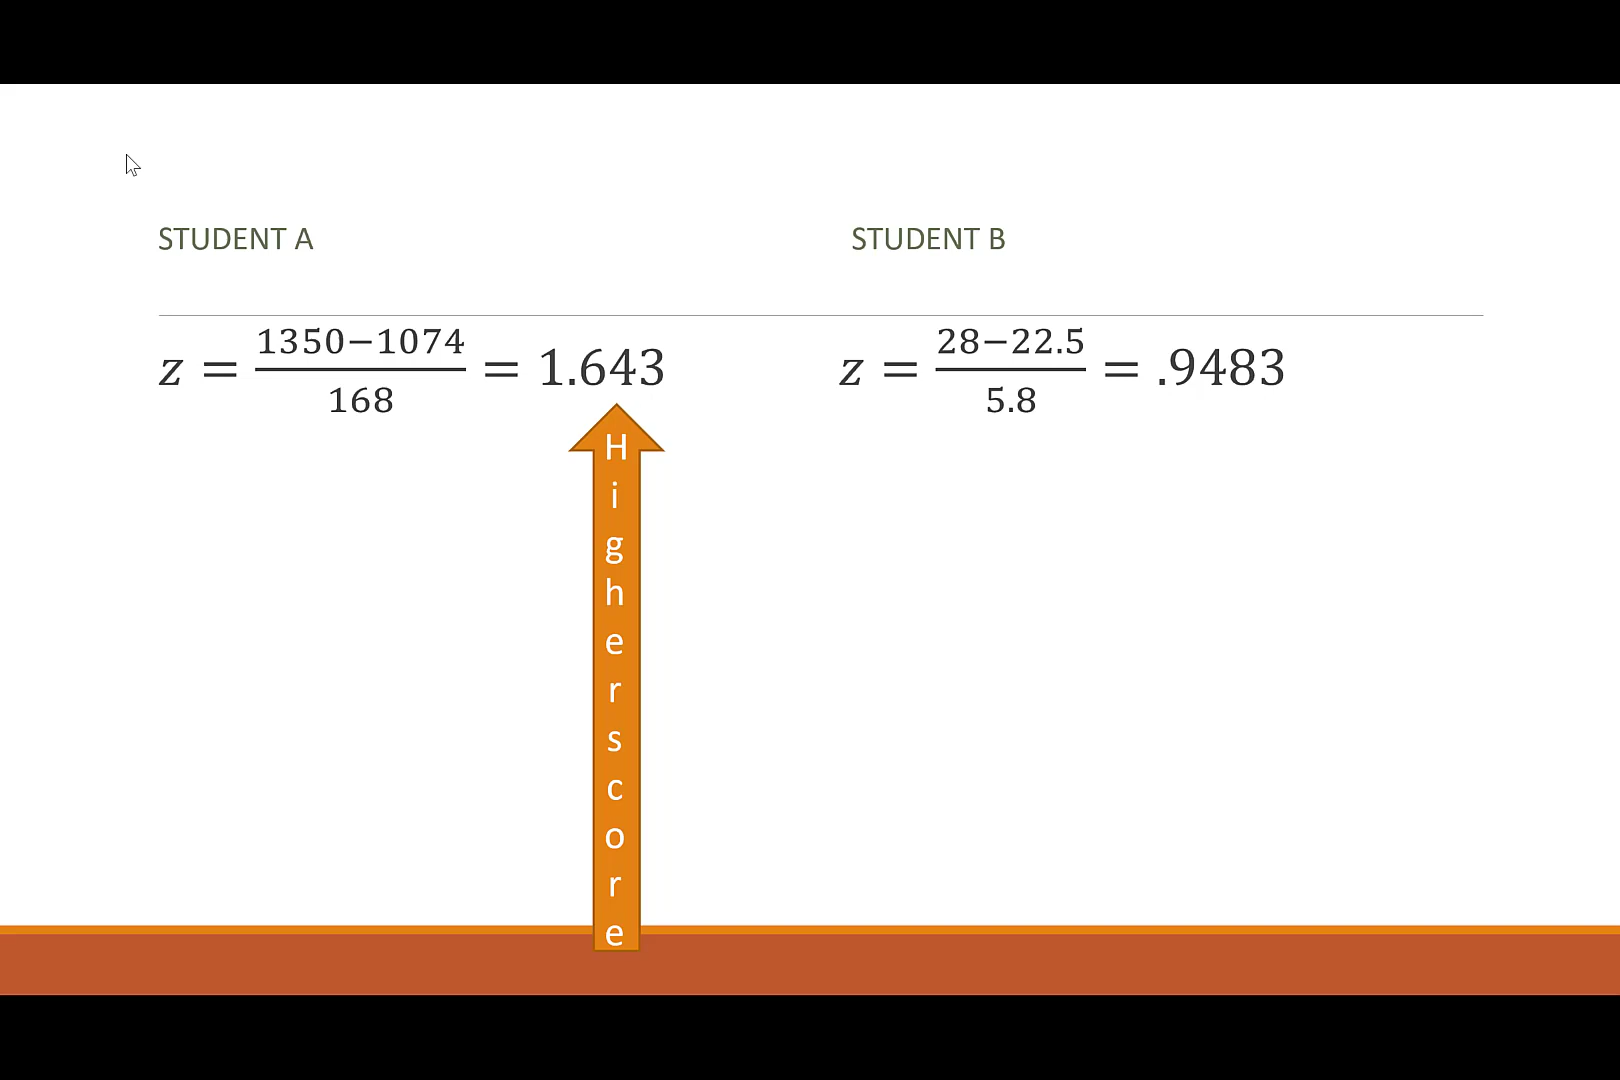 STUDENT A
STUDENT B
z = 1350−1074 / 168 = 1.643
z = 28−22.5 / 5.8 = .9483
H
i
g
h
e
r
s
c
o
r
e